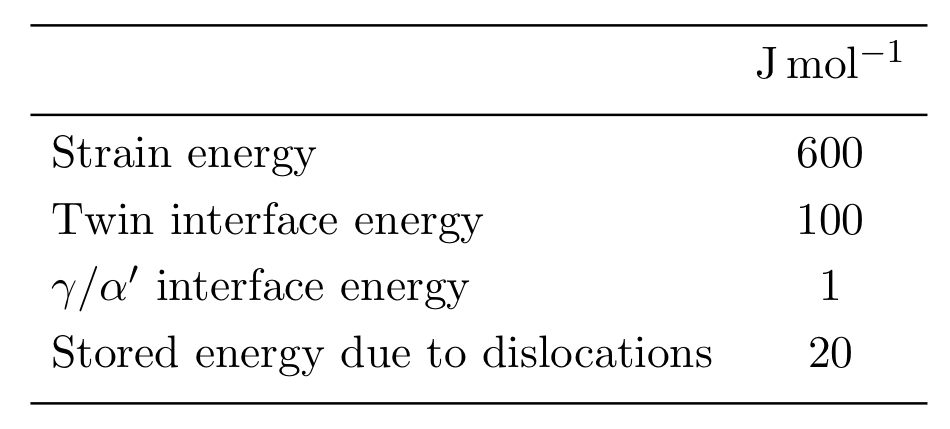 J mol⁻¹
Strain energy 600
Twin interface energy 100
γ/α′ interface energy 1
Stored energy due to dislocations 20